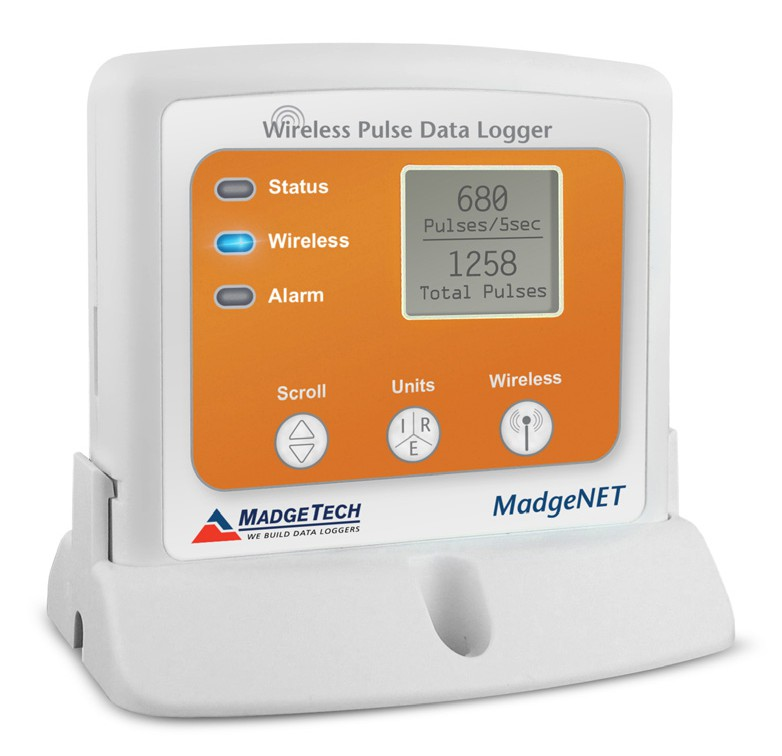 Wireless Pulse Data Logger
Status
680
Pulses/5sec
Wireless
1258
Total Pulses
Alarm
Scroll
Units
Wireless
I R
E
MADGETECH
WE BUILD DATA LOGGERS
MadgeNET